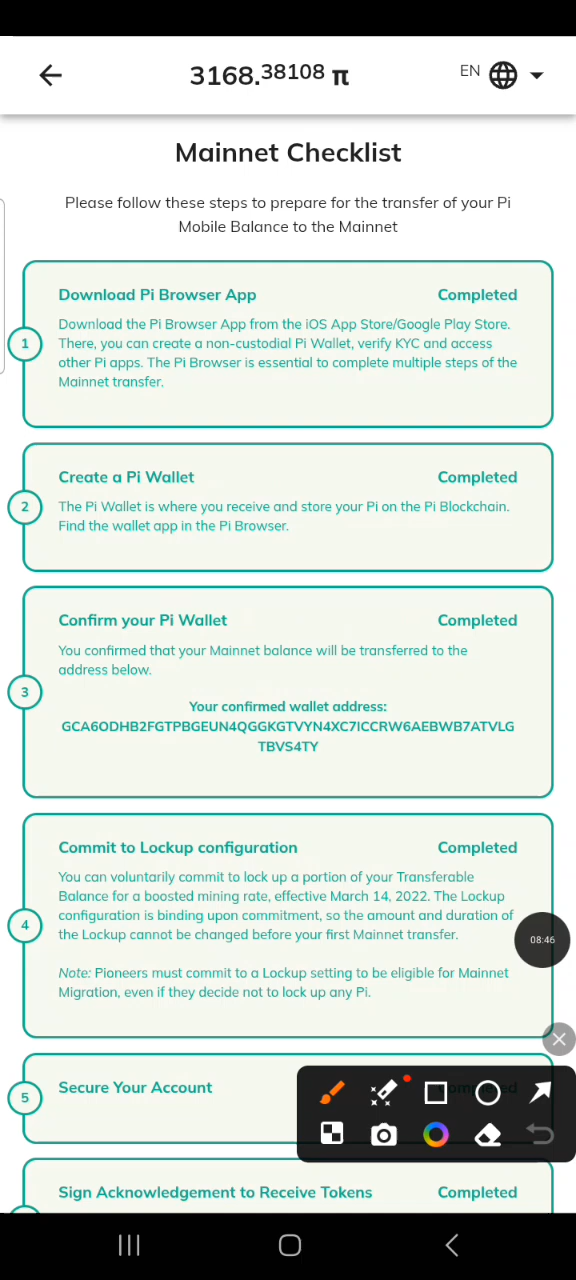 3168.38108 π
EN
Mainnet Checklist
Please follow these steps to prepare for the transfer of your Pi
Mobile Balance to the Mainnet
Download Pi Browser App Completed
1
Download the Pi Browser App from the iOS App Store/Google Play Store.
There, you can create a non-custodial Pi Wallet, verify KYC and access
other Pi apps. The Pi Browser is essential to complete multiple steps of the
Mainnet transfer.
Create a Pi Wallet Completed
2
The Pi Wallet is where you receive and store your Pi on the Pi Blockchain.
Find the wallet app in the Pi Browser.
Confirm your Pi Wallet Completed
3
You confirmed that your Mainnet balance will be transferred to the
address below.
Your confirmed wallet address:
GCA6ODHB2FGTPBGEUN4QGGKGTVYN4XC7ICCRW6AEBWB7ATVLG
TBVS4TY
Commit to Lockup configuration Completed
4
You can voluntarily commit to lock up a portion of your Transferable
Balance for a boosted mining rate, effective March 14, 2022. The Lockup
configuration is binding upon commitment, so the amount and duration of
the Lockup cannot be changed before your first Mainnet transfer.
08:46
Note: Pioneers must commit to a Lockup setting to be eligible for Mainnet
Migration, even if they decide not to lock up any Pi.
5
Secure Your Account
Sign Acknowledgement to Receive Tokens Completed